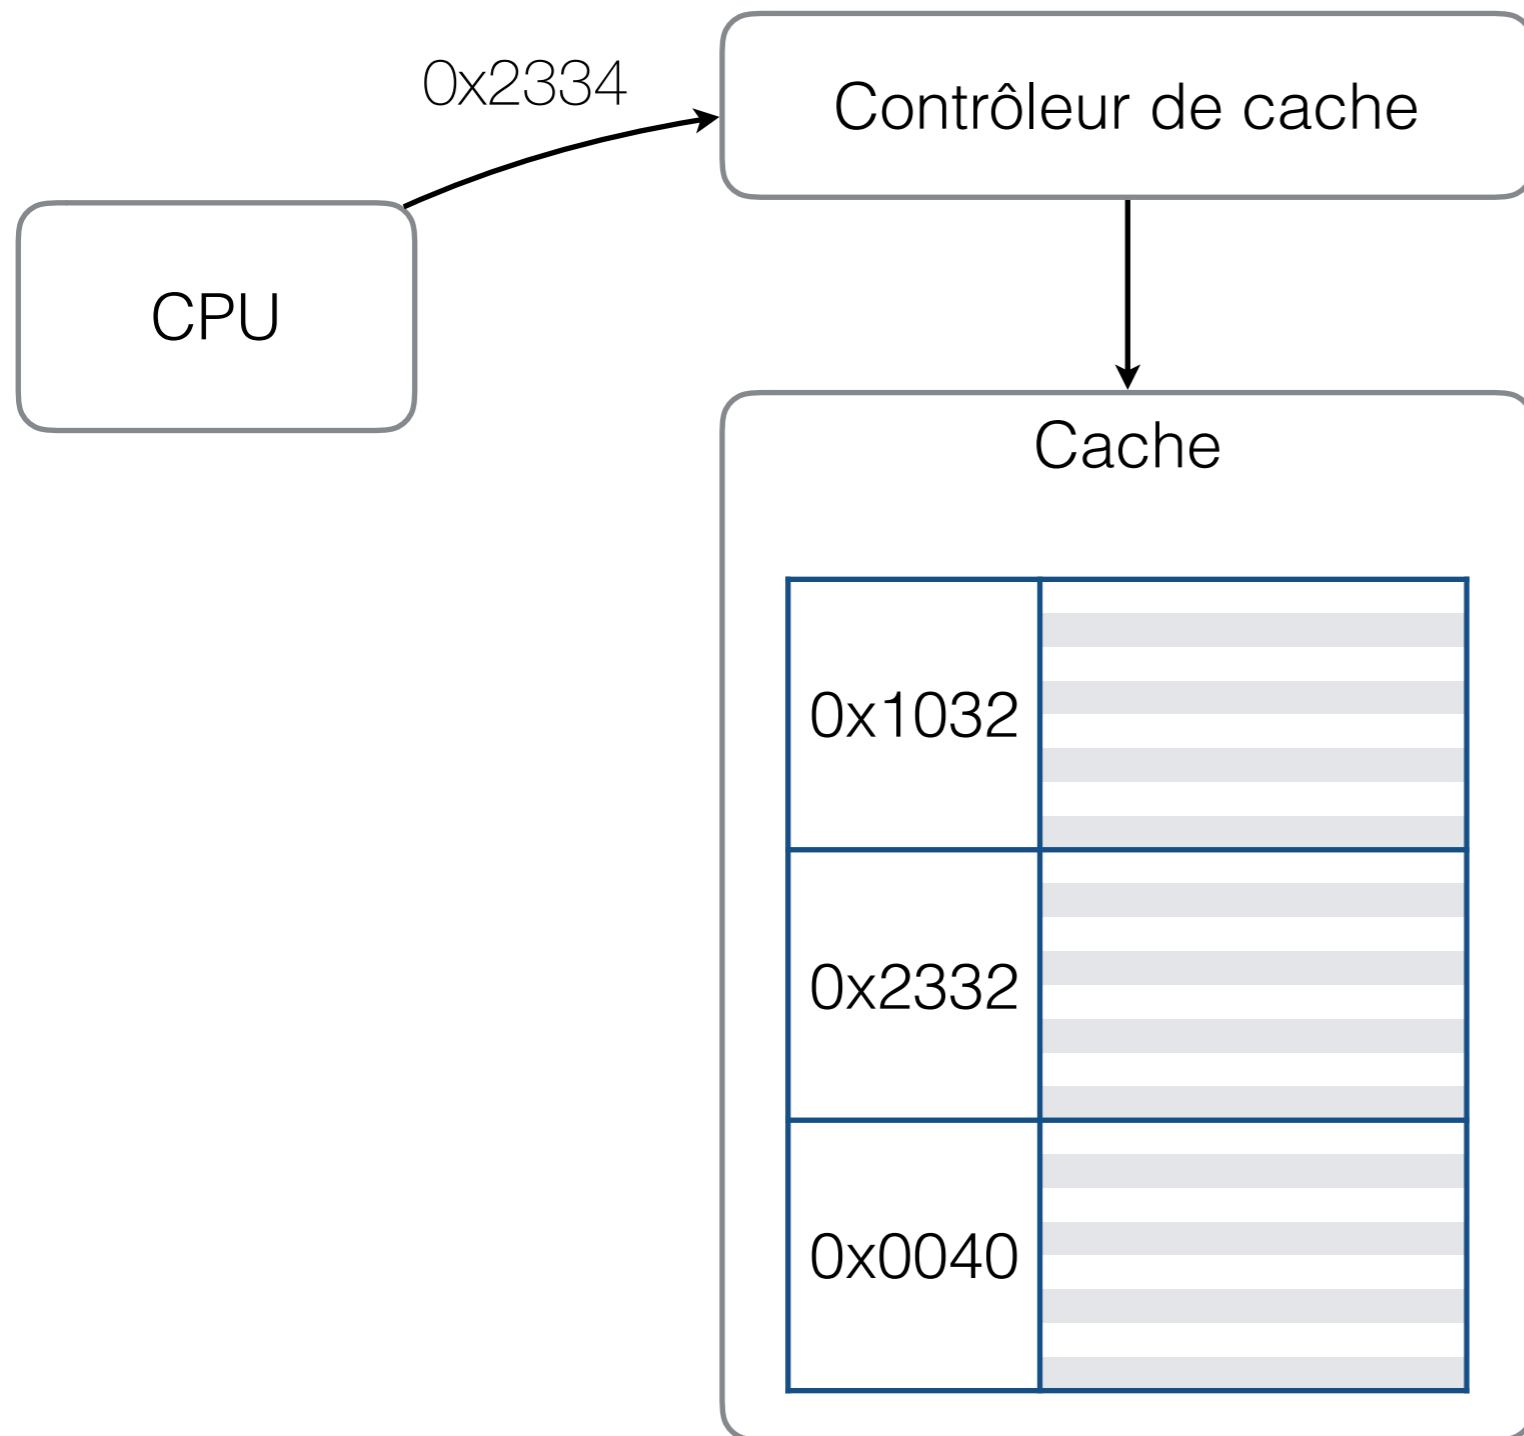 0x2334
Contrôleur de cache
CPU
Cache
0x1032
0x2332
0x0040